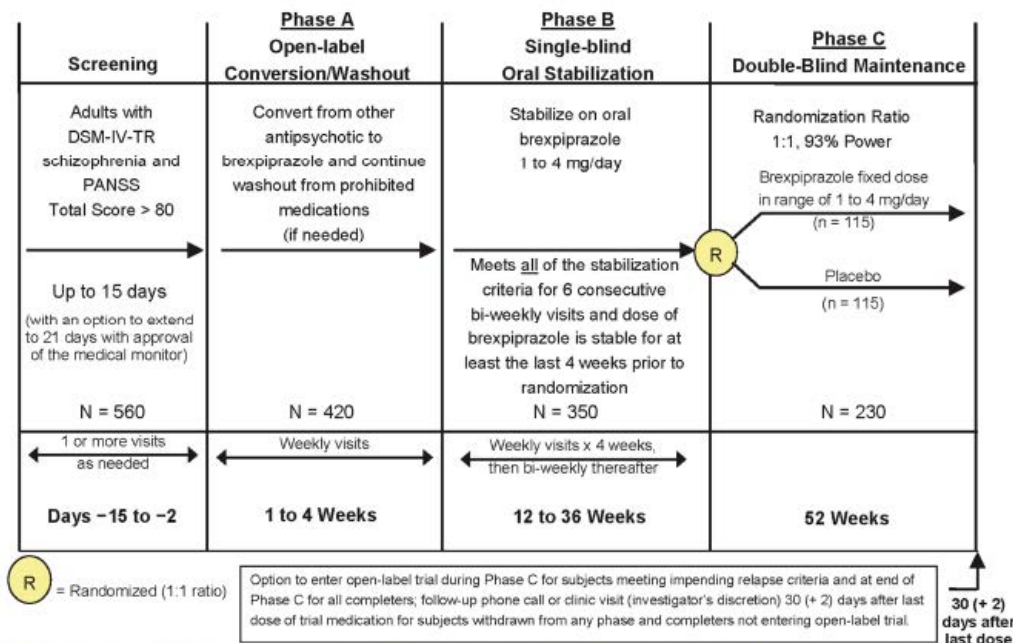 Screening
Adults with
DSM-IV-TR
schizophrenia and
PANSS
Total Score > 80
Up to 15 days
(with an option to extend
to 21 days with approval
of the medical monitor)
N = 560
1 or more visits
as needed
Days −15 to −2
Phase A
Open-label
Conversion/Washout
Convert from other
antipsychotic to
brexpiprazole and continue
washout from prohibited
medications
(if needed)
N = 420
Weekly visits
1 to 4 Weeks
Phase B
Single-blind
Oral Stabilization
Stabilize on oral
brexpiprazole
1 to 4 mg/day
Meets all of the stabilization
criteria for 6 consecutive
bi-weekly visits and dose of
brexpiprazole is stable for at
least the last 4 weeks prior to
randomization
N = 350
Weekly visits x 4 weeks,
then bi-weekly thereafter
12 to 36 Weeks
Phase C
Double-Blind Maintenance
Randomization Ratio
1:1, 93% Power
Brexpiprazole fixed dose
in range of 1 to 4 mg/day
(n = 115)
R
Placebo
(n = 115)
N = 230
52 Weeks
R = Randomized (1:1 ratio)
Option to enter open-label trial during Phase C for subjects meeting impending relapse criteria and at end of
Phase C for all completers; follow-up phone call or clinic visit (investigator's discretion) 30 (+ 2) days after last
dose of trial medication for subjects withdrawn from any phase and completers not entering open-label trial.
30 (+ 2)
days after
last dose